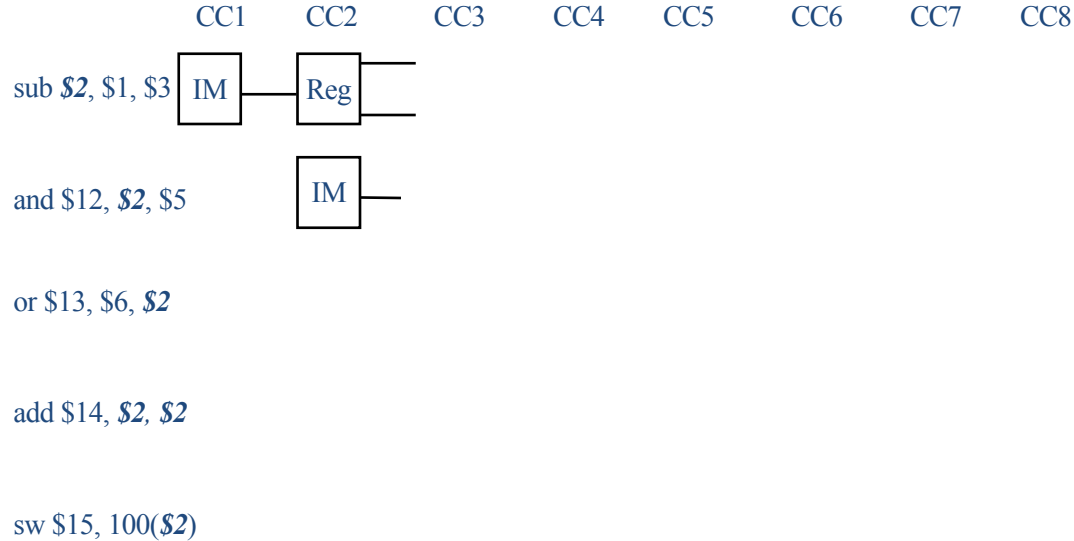 CC1 CC2 CC3 CC4 CC5 CC6 CC7 CC8
sub $2, $1, $3 IM Reg
and $12, $2, $5 IM
or $13, $6, $2
add $14, $2, $2
sw $15, 100($2)